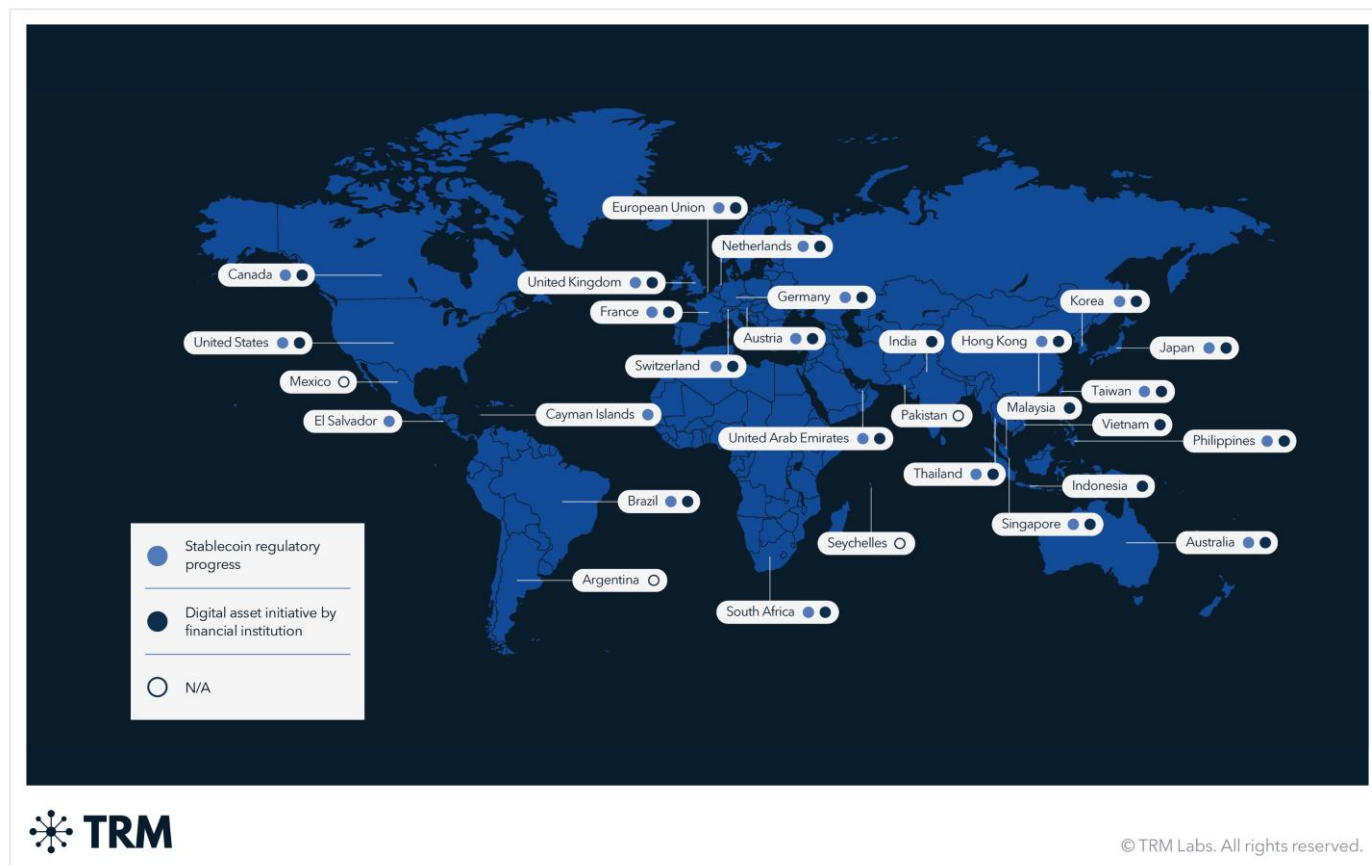 European Union
Netherlands
Canada
United Kingdom
Germany
Korea
France
Austria
India
Hong Kong
United States
Japan
Switzerland
Mexico
Taiwan
El Salvador
Cayman Islands
Pakistan
Malaysia
Vietnam
United Arab Emirates
Philippines
Thailand
Indonesia
Brazil
Singapore
Seychelles
Australia
Stablecoin regulatory
progress
Argentina
Digital asset initiative by
financial institution
South Africa
N/A
TRM
© TRM Labs. All rights reserved.